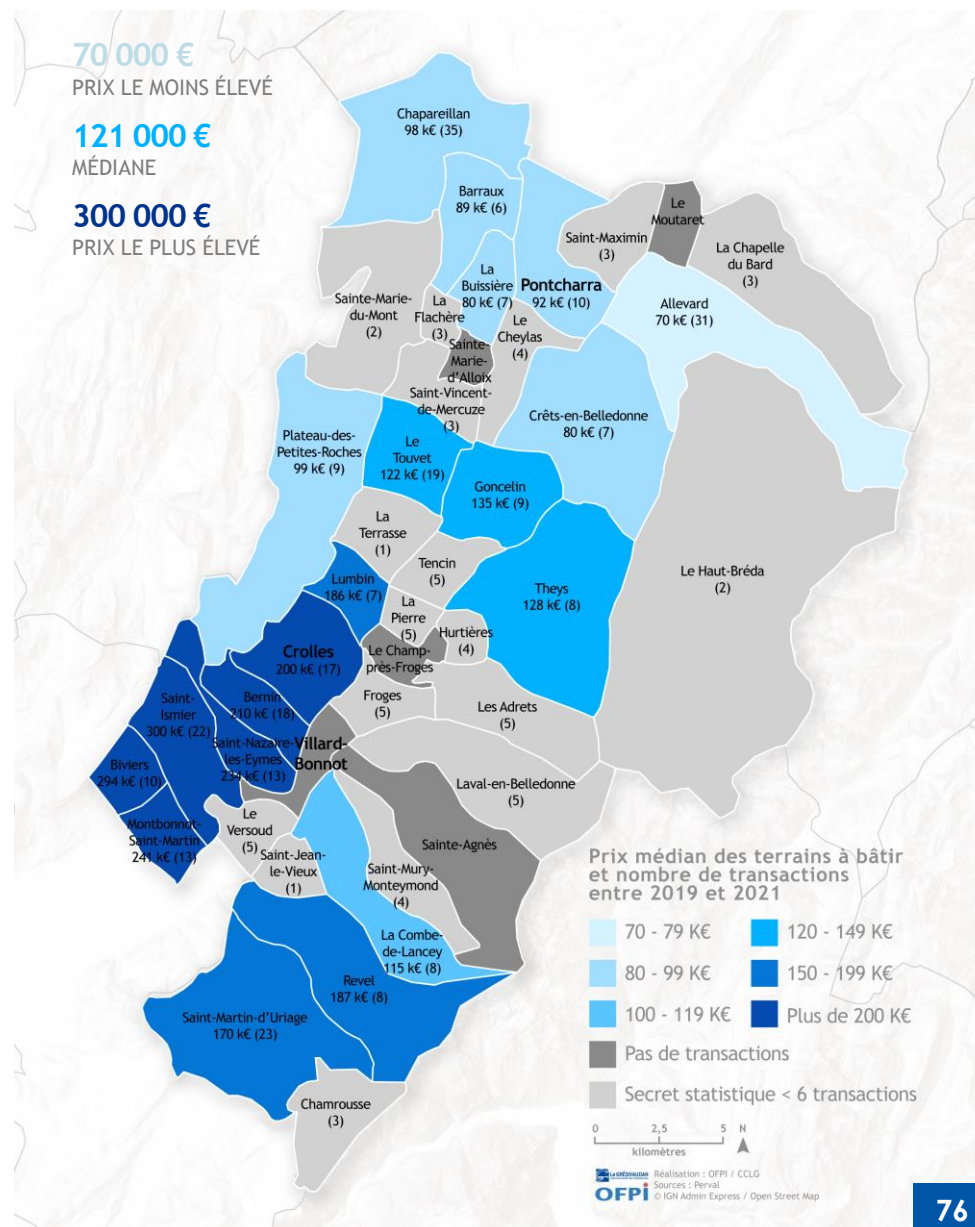 70 000 €
PRIX LE MOINS ÉLEVÉ
121 000 €
MÉDIANE
300 000 €
PRIX LE PLUS ÉLEVÉ
Chapareillan
98 k€ (35)
Barraux
89 k€ (6)
Le
Moutaret
Saint-Maximin
(3)
La Chapelle
du Bard
(3)
La
Buissière
80 k€ (7)
Pontcharra
92 k€ (10)
Allevard
70 k€ (31)
Sainte-Marie-
du-Mont
(2)
La
Flachère
(3)
Le
Cheylas
(4)
Sainte-
Marie-
d'Alloix
Saint-Vincent-
de-Mercuze
(3)
Crêts-en-Belledonne
80 k€ (7)
Plateau-des-
Petites-Roches
99 k€ (9)
Le
Touvet
122 k€ (19)
Goncelin
135 k€ (9)
La
Terrasse
(1)
Tencin
(5)
Le Haut-Bréda
(2)
Lumbin
186 k€ (7)
Theys
128 k€ (8)
La
Pierre
(5)
Hurtières
(4)
Le Champ-
près-Froges
Crolles
200 k€ (17)
Froges
(5)
Les Adrets
(5)
Bernin
210 k€ (18)
Saint-
Ismier
300 k€ (22)
Saint-Nazaire-
les-Eymes
234 k€ (13)
Villard-
Bonnot
Biviers
294 k€ (10)
Laval-en-Belledonne
(5)
Montbonnot-
Saint-Martin
241 k€ (13)
Le
Versoud
(5)
Saint-Jean-
le-Vieux
(1)
Sainte-Agnès
Saint-Mury-
Monteymond
(4)
La Combe-
de-Lancey
115 k€ (8)
Revel
187 k€ (8)
Saint-Martin-d'Uriage
170 k€ (23)
Chamrousse
(3)
Prix médian des terrains à bâtir
et nombre de transactions
entre 2019 et 2021
70 - 79 K€
80 - 99 K€
100 - 119 K€
120 - 149 K€
150 - 199 K€
Plus de 200 K€
Pas de transactions
Secret statistique < 6 transactions
0 2,5 5 N
kilomètres
LE GRÉSIVAUDAN
OFPI
Réalisation : OFPI / CCLG
Sources : Perval
© IGN Admin Express / Open Street Map
76